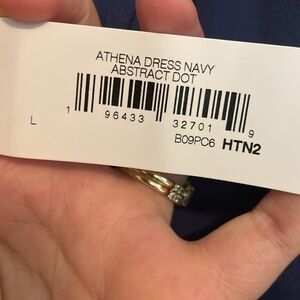 ATHENA DRESS NAVY
ABSTRACT DOT
1 96433 32701 9
L
B09PC6 HTN2